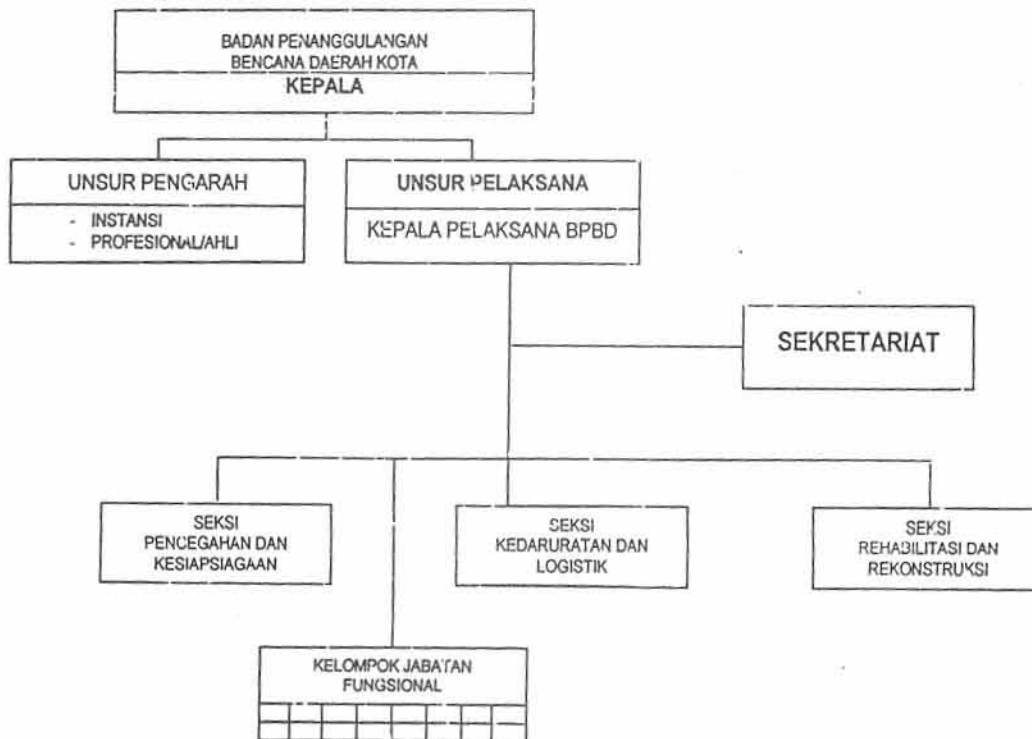 BADAN PENANGGULANGAN
BENCANA DAERAH KOTA
KEPALA
UNSUR PENGARAH
- INSTANSI
- PROFESIONAL/AHLI
UNSUR PELAKSANA
KEPALA PELAKSANA BPBD
SEKRETARIAT
SEKSI
PENCEGAHAN DAN
KESIAPSIAGAAN
SEKSI
KEDARURATAN DAN
LOGISTIK
SEKSI
REHABILITASI DAN
REKONSTRUKSI
KELOMPOK JABATAN
FUNGSIONAL